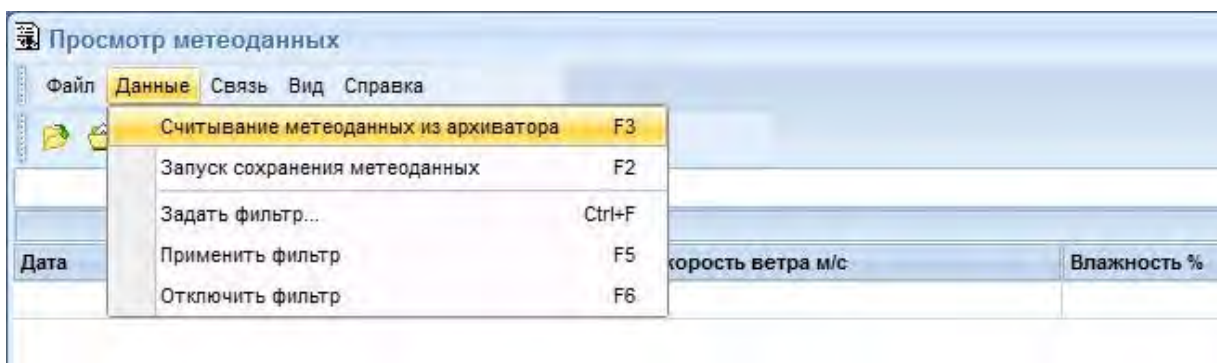 Просмотр метеоданных
Файл Данные Связь Вид Справка
Считывание метеоданных из архиватора F3
Запуск сохранения метеоданных F2
Задать фильтр... Ctrl+F
Применить фильтр F5
Отключить фильтр F6
Дата корость ветра м/с Влажность %